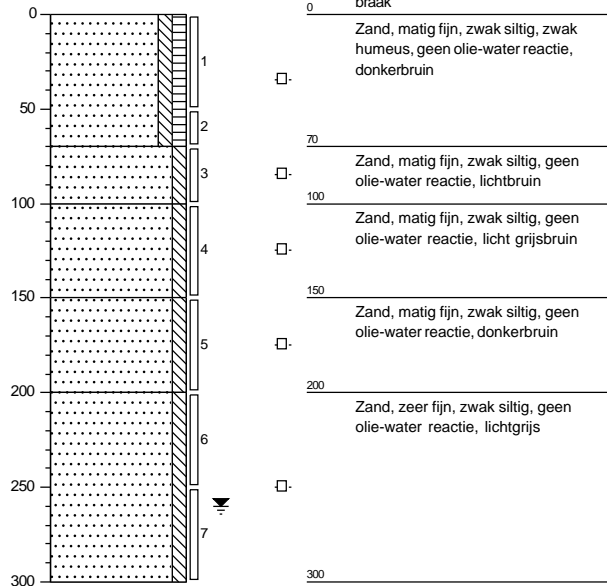 braak
0
0
Zand, matig fijn, zwak siltig, zwak
humeus, geen olie-water reactie,
donkerbruin
1
50
2
70
3
Zand, matig fijn, zwak siltig, geen
olie-water reactie, lichtbruin
100
100
4
Zand, matig fijn, zwak siltig, geen
olie-water reactie, licht grijsbruin
150
150
5
Zand, matig fijn, zwak siltig, geen
olie-water reactie, donkerbruin
200
200
6
Zand, zeer fijn, zwak siltig, geen
olie-water reactie, lichtgrijs
250
7
300
300